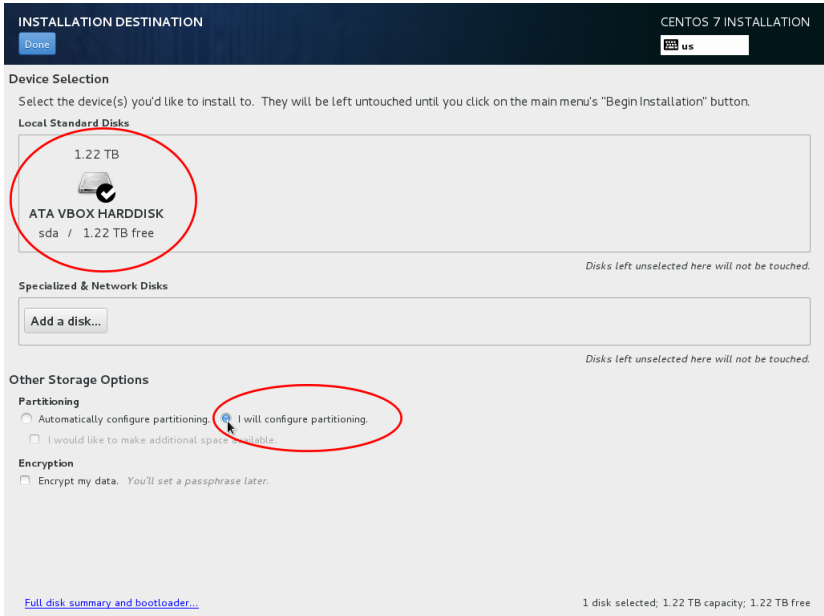 INSTALLATION DESTINATION
CENTOS 7 INSTALLATION
Done
us
Device Selection
Select the device(s) you'd like to install to. They will be left untouched until you click on the main menu's "Begin Installation" button.
Local Standard Disks
1.22 TB
ATA VBOX HARDDISK
sda / 1.22 TB free
Disks left unselected here will not be touched.
Specialized & Network Disks
Add a disk...
Disks left unselected here will not be touched.
Other Storage Options
Partitioning
Automatically configure partitioning. I will configure partitioning.
I would like to make additional space available.
Encryption
Encrypt my data. You'll set a passphrase later.
Full disk summary and bootloader...
1 disk selected; 1.22 TB capacity; 1.22 TB free